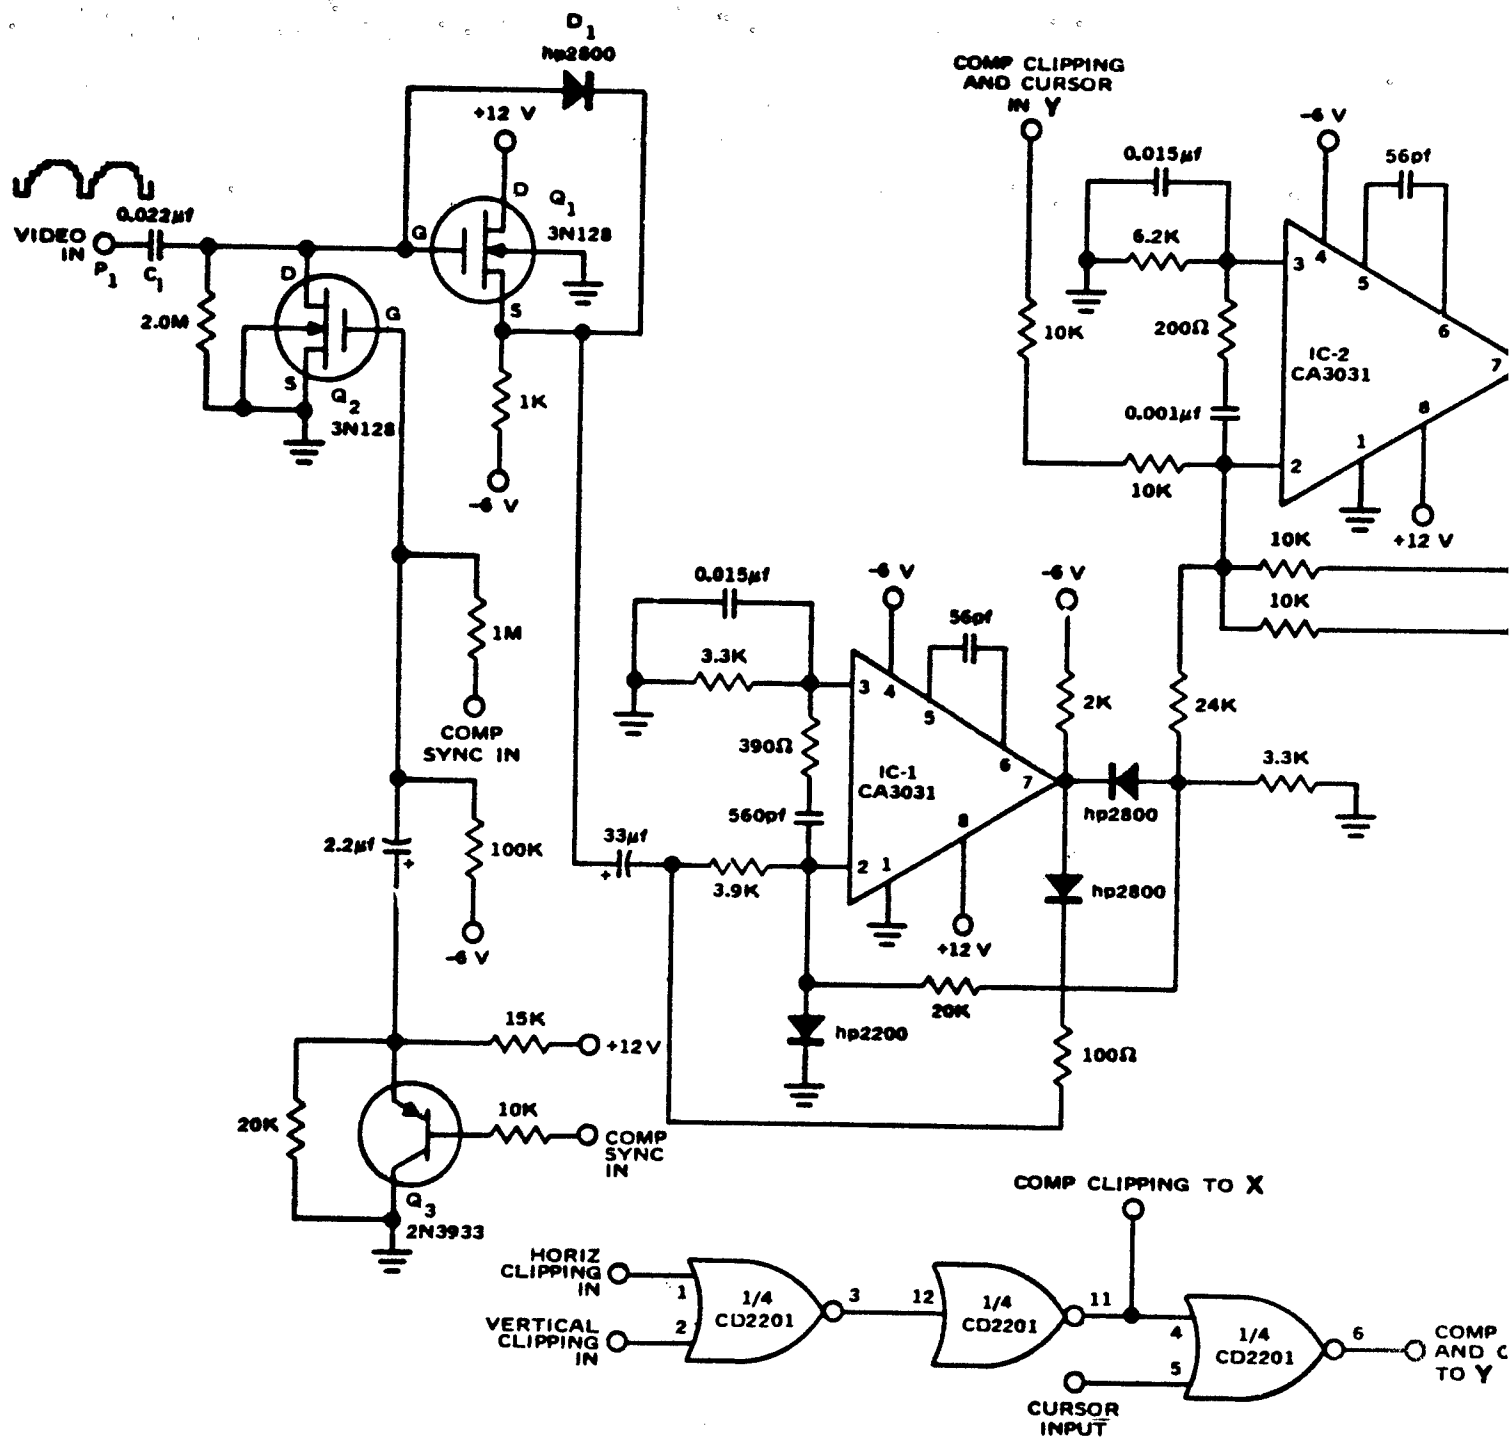 D1
hp2800
+12 V
D
Q1
3N128
G
S
0.022µf
VIDEO
IN
P1
C1
D
G
2.0M
S
Q2
3N128
1K
-6 V
1M
COMP
SYNC IN
2.2µf
+
100K
-6 V
15K
+12 V
20K
10K
COMP
SYNC
IN
Q3
2N3933
COMP CLIPPING
AND CURSOR
IN Y
10K
10K
0.015µf
6.2K
200Ω
0.001µf
-6 V
56pf
3
4
5
6
7
IC-2
CA3031
8
1
2
+12 V
10K
10K
0.015µf
3.3K
390Ω
560pf
33µf
+
3.9K
-6 V
56pf
3
4
5
6
7
IC-1
CA3031
8
2
1
+12 V
-6 V
2K
24K
3.3K
hp2800
hp2800
20K
hp2200
100Ω
COMP CLIPPING TO X
HORIZ
CLIPPING
IN
1
VERTICAL
CLIPPING
IN
2
1/4
CD2201
3
12
1/4
CD2201
11
4
5
1/4
CD2201
6
CURSOR
INPUT
COMP
AND
TO Y